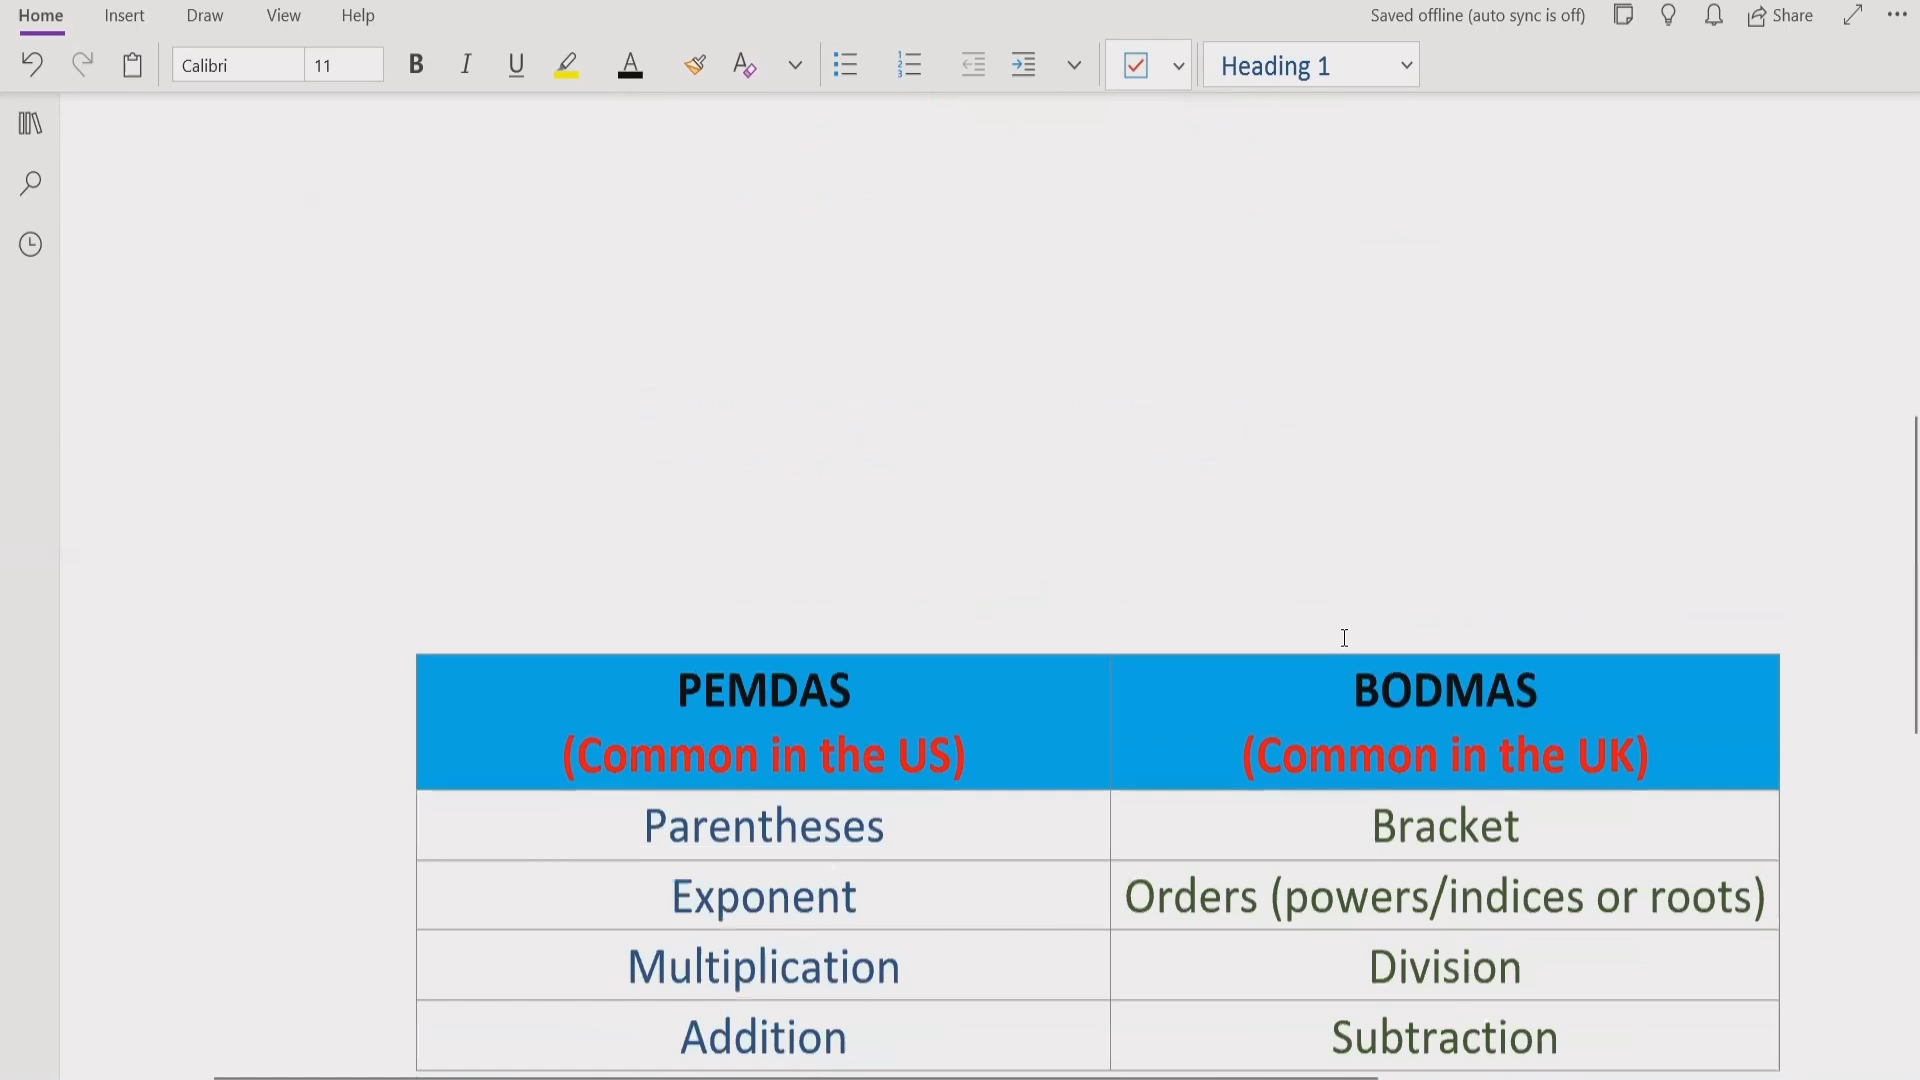 Home Insert Draw View Help Saved offline (auto sync is off) Share
Calibri 11 B I U A A Heading 1
PEMDAS BODMAS
(Common in the US) (Common in the UK)
Parentheses Bracket
Exponent Orders (powers/indices or roots)
Multiplication Division
Addition Subtraction